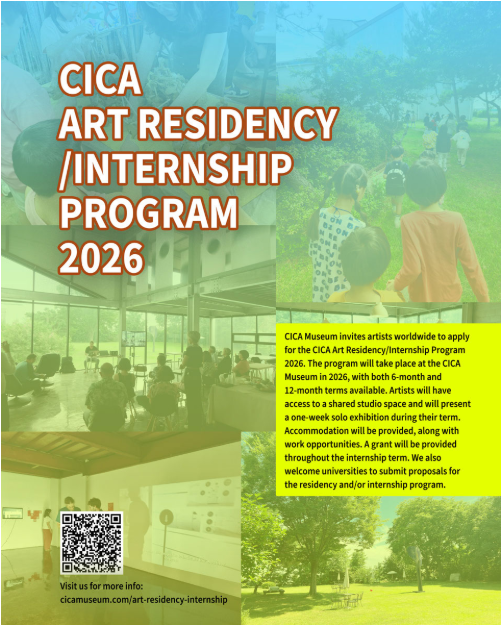 CICA
ART RESIDENCY
/INTERNSHIP
PROGRAM
2026
CICA Museum invites artists worldwide to apply
for the CICA Art Residency/Internship Program
2026. The program will take place at the CICA
Museum in 2026, with both 6-month and
12-month terms available. Artists will have
access to a shared studio space and will present
a one-week solo exhibition during their term.
Accommodation will be provided, along with
work opportunities. A grant will be provided
throughout the internship term. We also
welcome universities to submit proposals for
the residency and/or internship program.
Visit us for more info:
cicamuseum.com/art-residency-internship